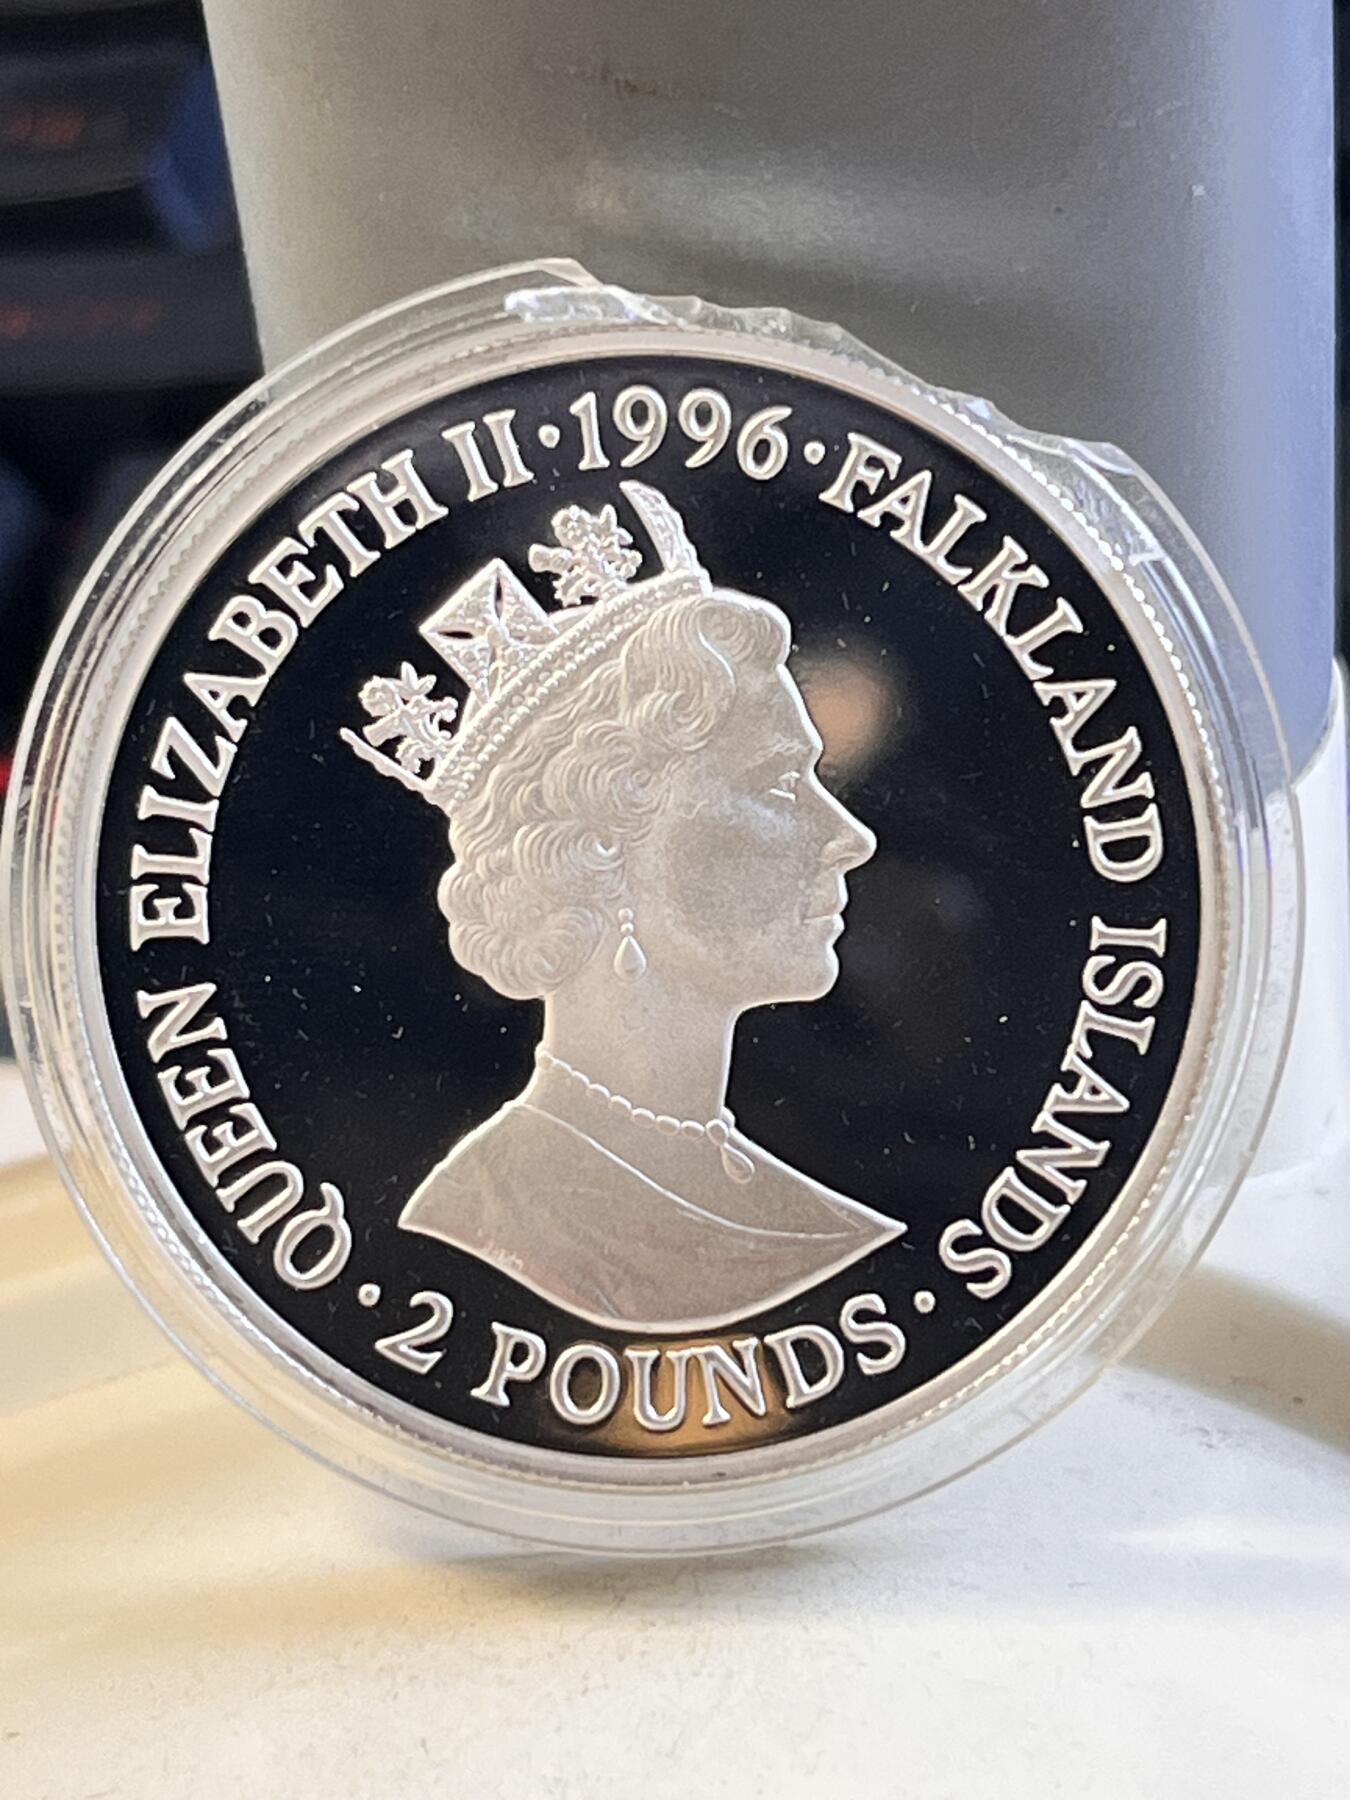 QUEEN ELIZABETH II · 1996 · FALKLAND ISLANDS ·
2 POUNDS ·